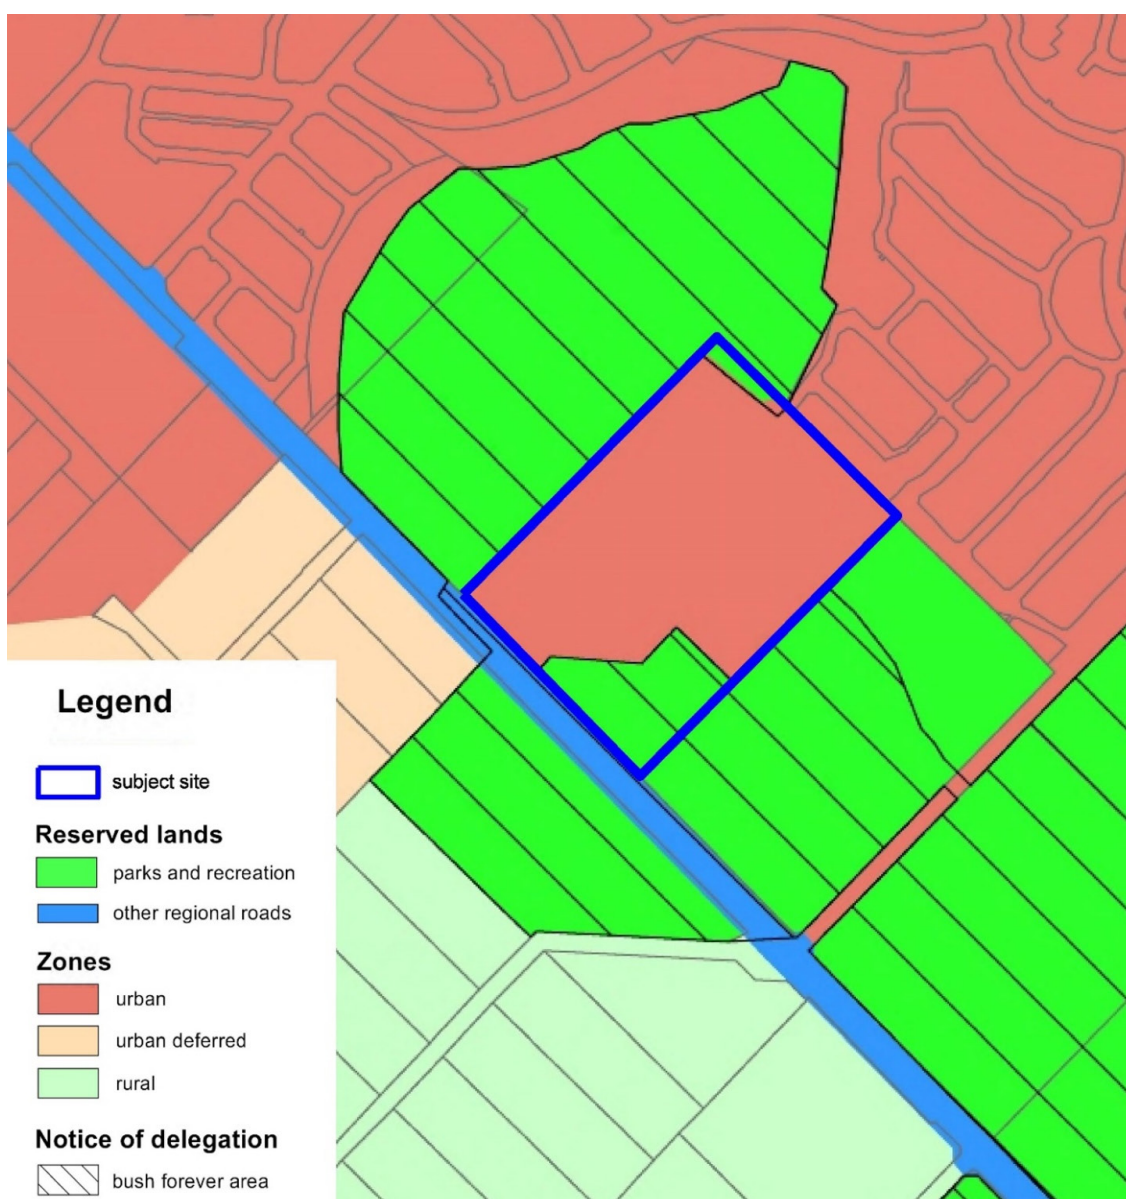 Legend
subject site
Reserved lands
parks and recreation
other regional roads
Zones
urban
urban deferred
rural
Notice of delegation
bush forever area